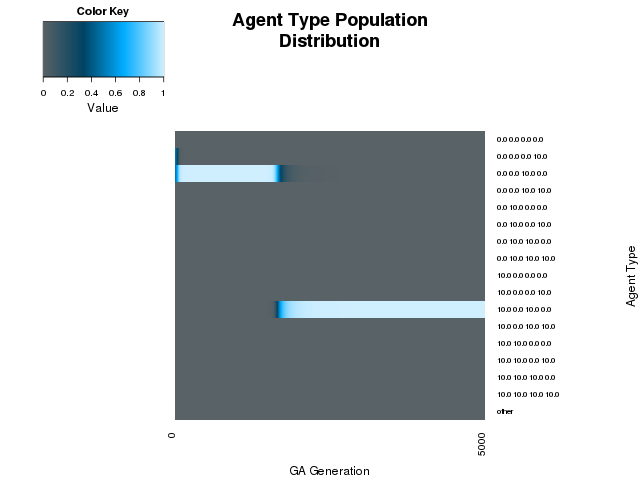 Color Key
Agent Type Population
Distribution
0 0.2 0.4 0.6 0.8 1
Value
0.0 0.0 0.0 0.0
0.0 0.0 0.0 10.0
0.0 0.0 10.0 0.0
0.0 0.0 10.0 10.0
0.0 10.0 0.0 0.0
0.0 10.0 0.0 10.0
0.0 10.0 10.0 0.0
0.0 10.0 10.0 10.0
10.0 0.0 0.0 0.0
10.0 0.0 0.0 10.0
10.0 0.0 10.0 0.0
10.0 0.0 10.0 10.0
10.0 10.0 0.0 0.0
10.0 10.0 0.0 10.0
10.0 10.0 10.0 0.0
10.0 10.0 10.0 10.0
other
Agent Type
0
5000
GA Generation